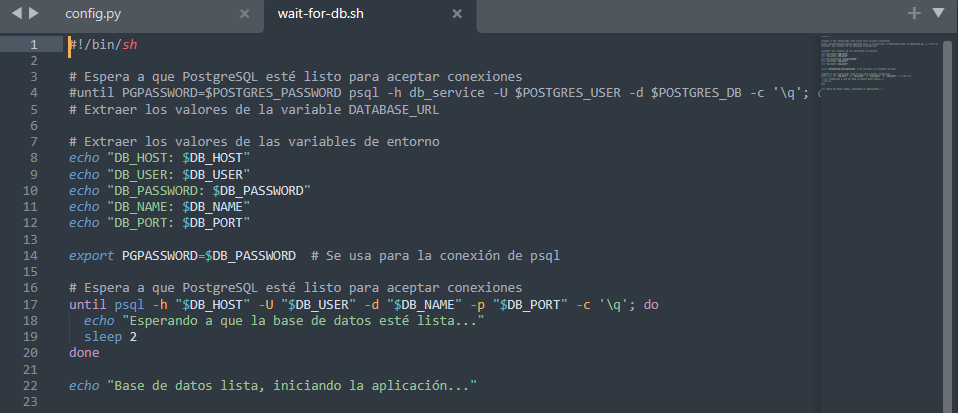 config.py
wait-for-db.sh
1 #!/bin/sh
2
3 # Espera a que PostgreSQL esté listo para aceptar conexiones
4 #until PGPASSWORD=$POSTGRES_PASSWORD psql -h db_service -U $POSTGRES_USER -d $POSTGRES_DB -c '\q';
5 # Extraer los valores de la variable DATABASE_URL
6
7 # Extraer los valores de las variables de entorno
8 echo "DB_HOST: $DB_HOST"
9 echo "DB_USER: $DB_USER"
10 echo "DB_PASSWORD: $DB_PASSWORD"
11 echo "DB_NAME: $DB_NAME"
12 echo "DB_PORT: $DB_PORT"
13
14 export PGPASSWORD=$DB_PASSWORD  # Se usa para la conexión de psql
15
16 # Espera a que PostgreSQL esté listo para aceptar conexiones
17 until psql -h "$DB_HOST" -U "$DB_USER" -d "$DB_NAME" -p "$DB_PORT" -c '\q'; do
18   echo "Esperando a que la base de datos esté lista..."
19   sleep 2
20 done
21
22 echo "Base de datos lista, iniciando la aplicación..."
23